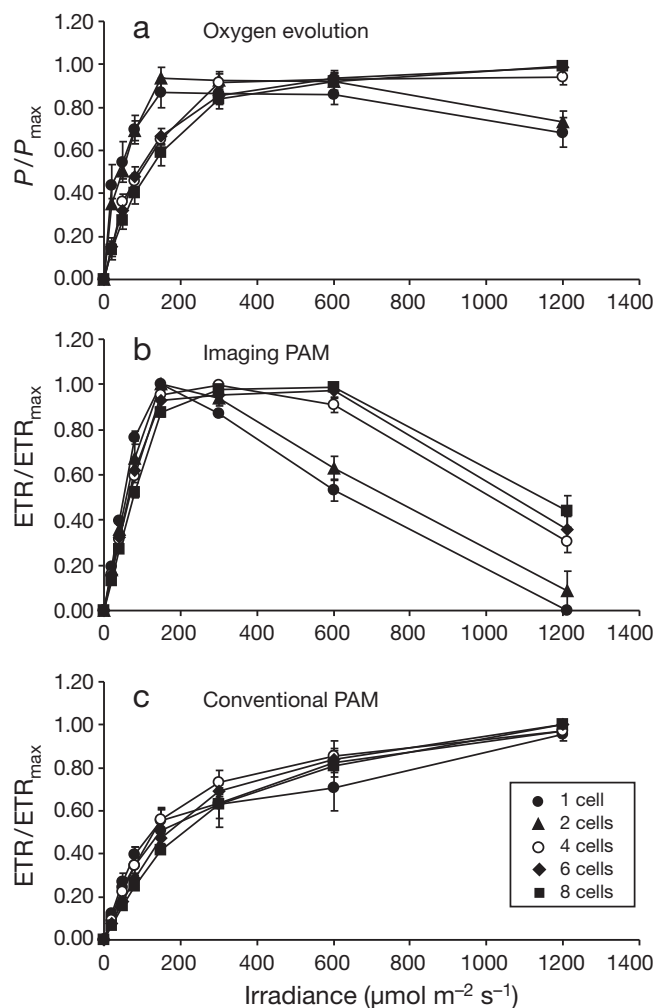 a Oxygen evolution
P/Pmax
1.20
1.00
0.80
0.60
0.40
0.20
0.00
0 200 400 600 800 1000 1200 1400
b Imaging PAM
ETR/ETRmax
1.20
1.00
0.80
0.60
0.40
0.20
0.00
0 200 400 600 800 1000 1200 1400
c Conventional PAM
ETR/ETRmax
1.20
1.00
0.80
0.60
0.40
0.20
0.00
1 cell
2 cells
4 cells
6 cells
8 cells
0 200 400 600 800 1000 1200 1400
Irradiance (µmol m⁻² s⁻¹)